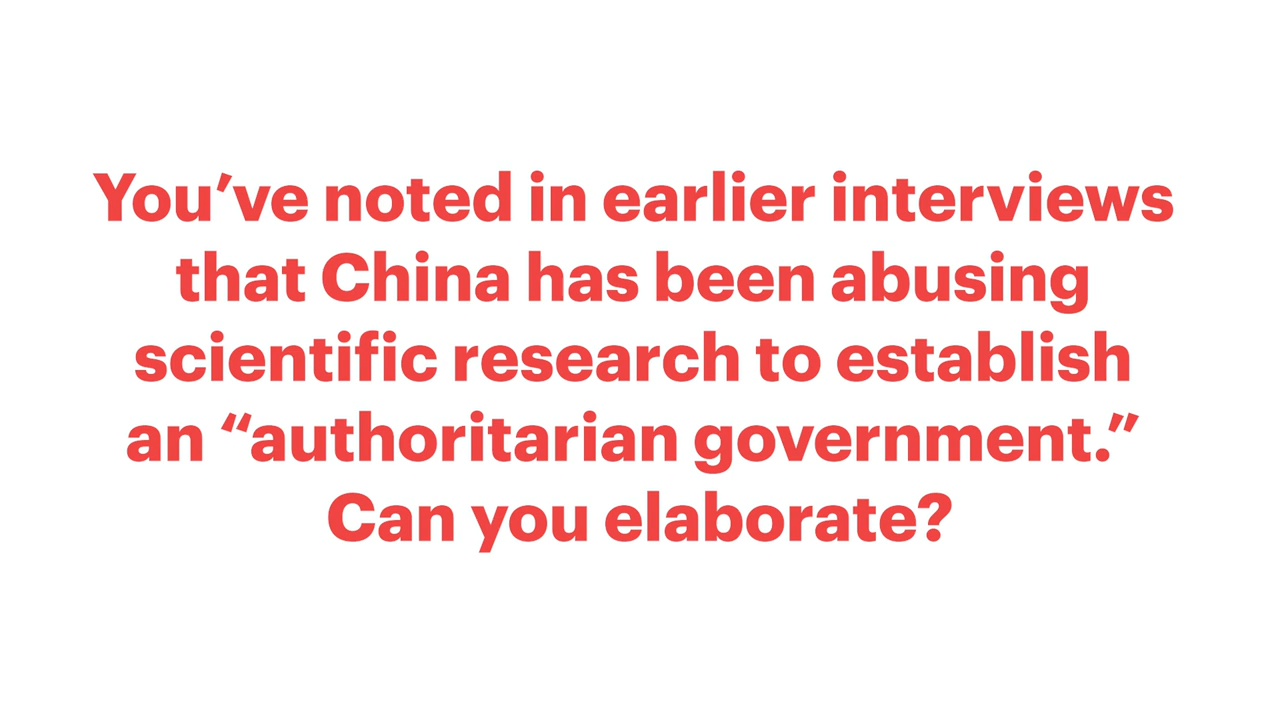 You’ve noted in earlier interviews
that China has been abusing
scientific research to establish
an “authoritarian government.”
Can you elaborate?